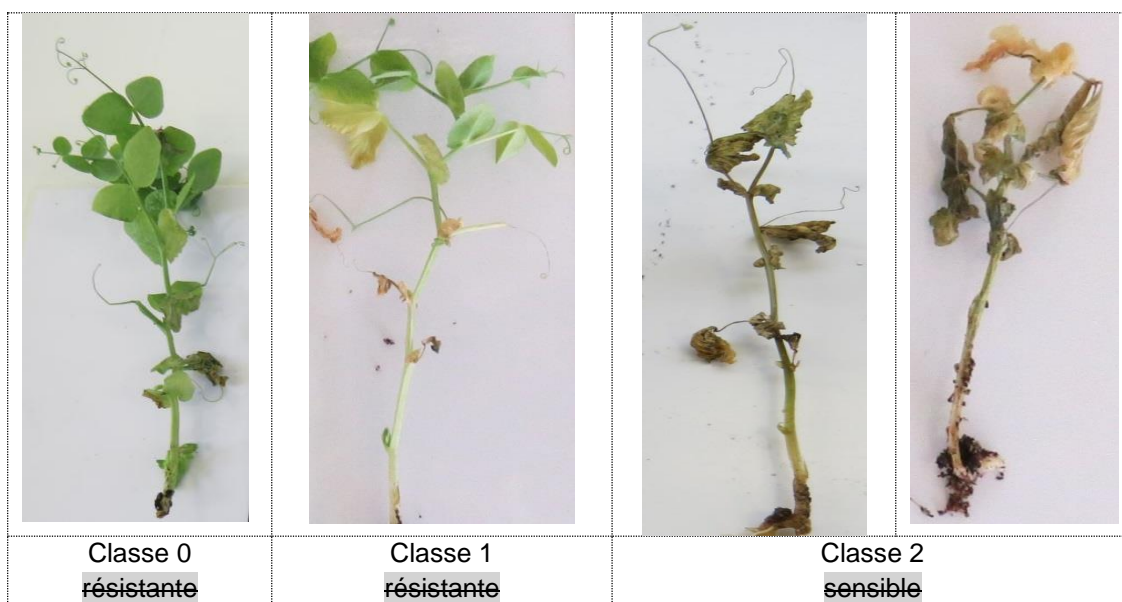 Classe 0
résistante
Classe 1
résistante
Classe 2
sensible